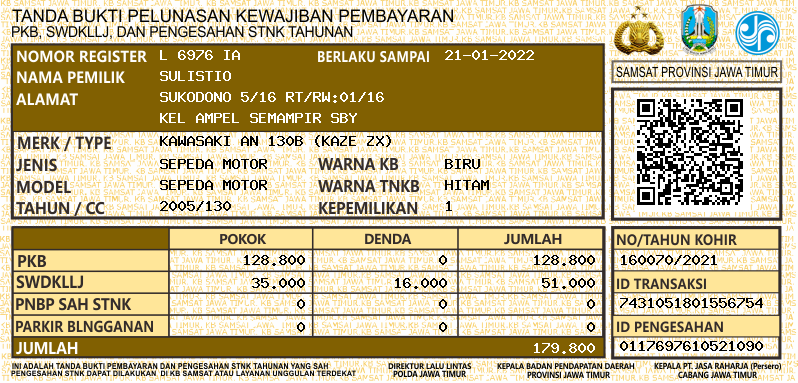 TANDA BUKTI PELUNASAN KEWAJIBAN PEMBAYARAN
PKB, SWDKLLJ, DAN PENGESAHAN STNK TAHUNAN
NOMOR REGISTER L 6976 IA BERLAKU SAMPAI 21-01-2022
NAMA PEMILIK SULISTIO
ALAMAT SUKODONO 5/16 RT/RW:01/16
KEL AMPEL SEMAMPIR SBY
MERK / TYPE KAWASAKI AN 130B (KAZE ZX)
JENIS SEPEDA MOTOR WARNA KB BIRU
MODEL SEPEDA MOTOR WARNA TNKB HITAM
TAHUN / CC 2005/130 KEPEMILIKAN 1
SAMSAT PROVINSI JAWA TIMUR
POKOK DENDA JUMLAH
PKB 128.800 0 128.800
SWDKLLJ 35.000 16.000 51.000
PNBP SAH STNK 0 0 0
PARKIR BLNGGANAN 0 0 0
JUMLAH 179.800
NO/TAHUN KOHIR
160070/2021
ID TRANSAKSI
7431051801556754
ID PENGESAHAN
0117697610521090
INI ADALAH TANDA BUKTI PEMBAYARAN DAN PENGESAHAN STNK TAHUNAN YANG SAH
PENGESAHAN STNK DAPAT DILAKUKAN DI KB SAMSAT ATAU LAYANAN UNGGULAN TERDEKAT
DIREKTUR LALU LINTAS
POLDA JAWA TIMUR
KEPALA BADAN PENDAPATAN DAERAH
PROVINSI JAWA TIMUR
KEPALA PT. JASA RAHARJA (Persero)
CABANG JAWA TIMUR